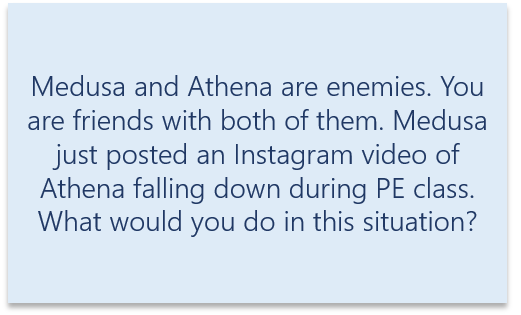 Medusa and Athena are enemies. You
are friends with both of them. Medusa
just posted an Instagram video of
Athena falling down during PE class.
What would you do in this situation?